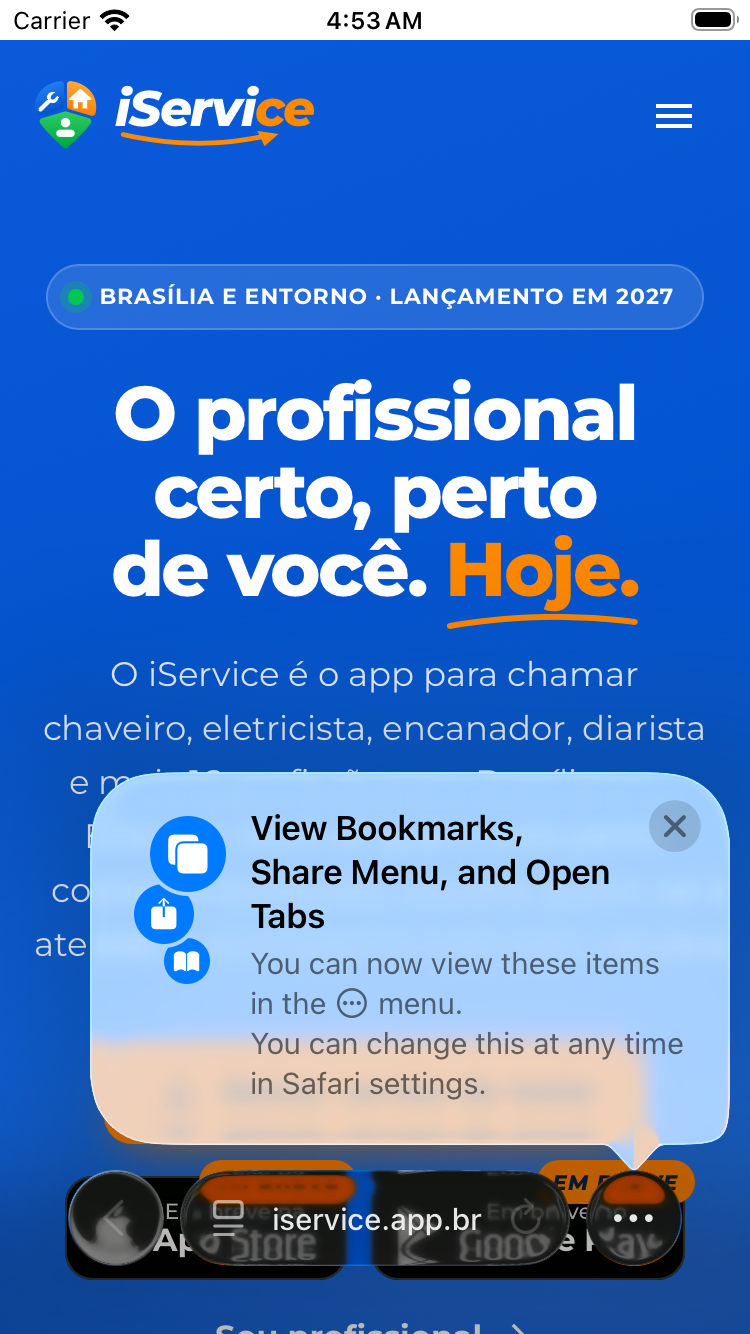 Carrier
4:53 AM
iService
BRASÍLIA E ENTORNO · LANÇAMENTO EM 2027
O profissional
certo, perto
de você. Hoje.
O iService é o app para chamar
chaveiro, eletricista, encanador, diarista
e
View Bookmarks,
Share Menu, and Open
Tabs
You can now view these items
in the ⊙ menu.
You can change this at any time
in Safari settings.
iservice.app.br